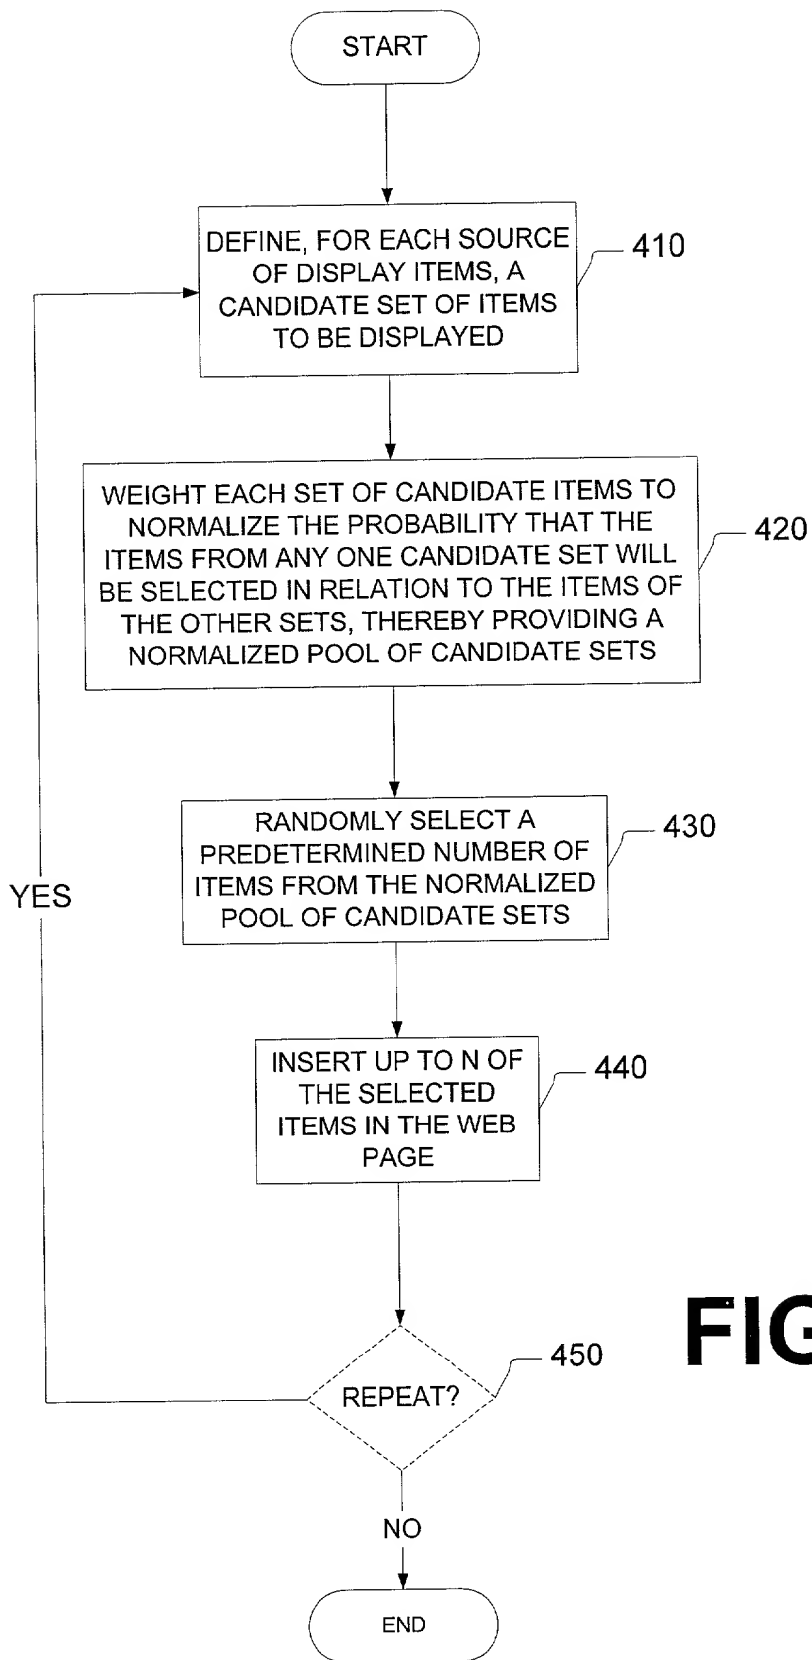 START
DEFINE, FOR EACH SOURCE
OF DISPLAY ITEMS, A
CANDIDATE SET OF ITEMS
TO BE DISPLAYED
410
WEIGHT EACH SET OF CANDIDATE ITEMS TO
NORMALIZE THE PROBABILITY THAT THE
ITEMS FROM ANY ONE CANDIDATE SET WILL
BE SELECTED IN RELATION TO THE ITEMS OF
THE OTHER SETS, THEREBY PROVIDING A
NORMALIZED POOL OF CANDIDATE SETS
420
RANDOMLY SELECT A
PREDETERMINED NUMBER OF
ITEMS FROM THE NORMALIZED
POOL OF CANDIDATE SETS
430
YES
INSERT UP TO N OF
THE SELECTED
ITEMS IN THE WEB
PAGE
440
REPEAT?
450
FIG
NO
END